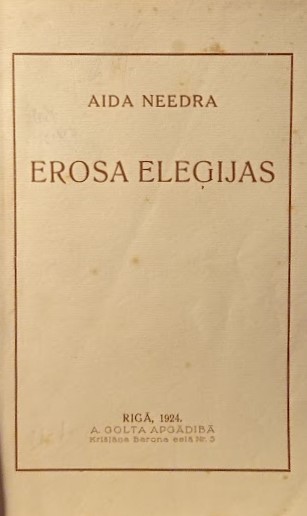 AIDA NEEDRA
EROSA ELEĢIJAS
RIGĀ, 1924.
A. GOLTA APGĀDIBĀ
Krišjāņa Barona ielā Nr. 3